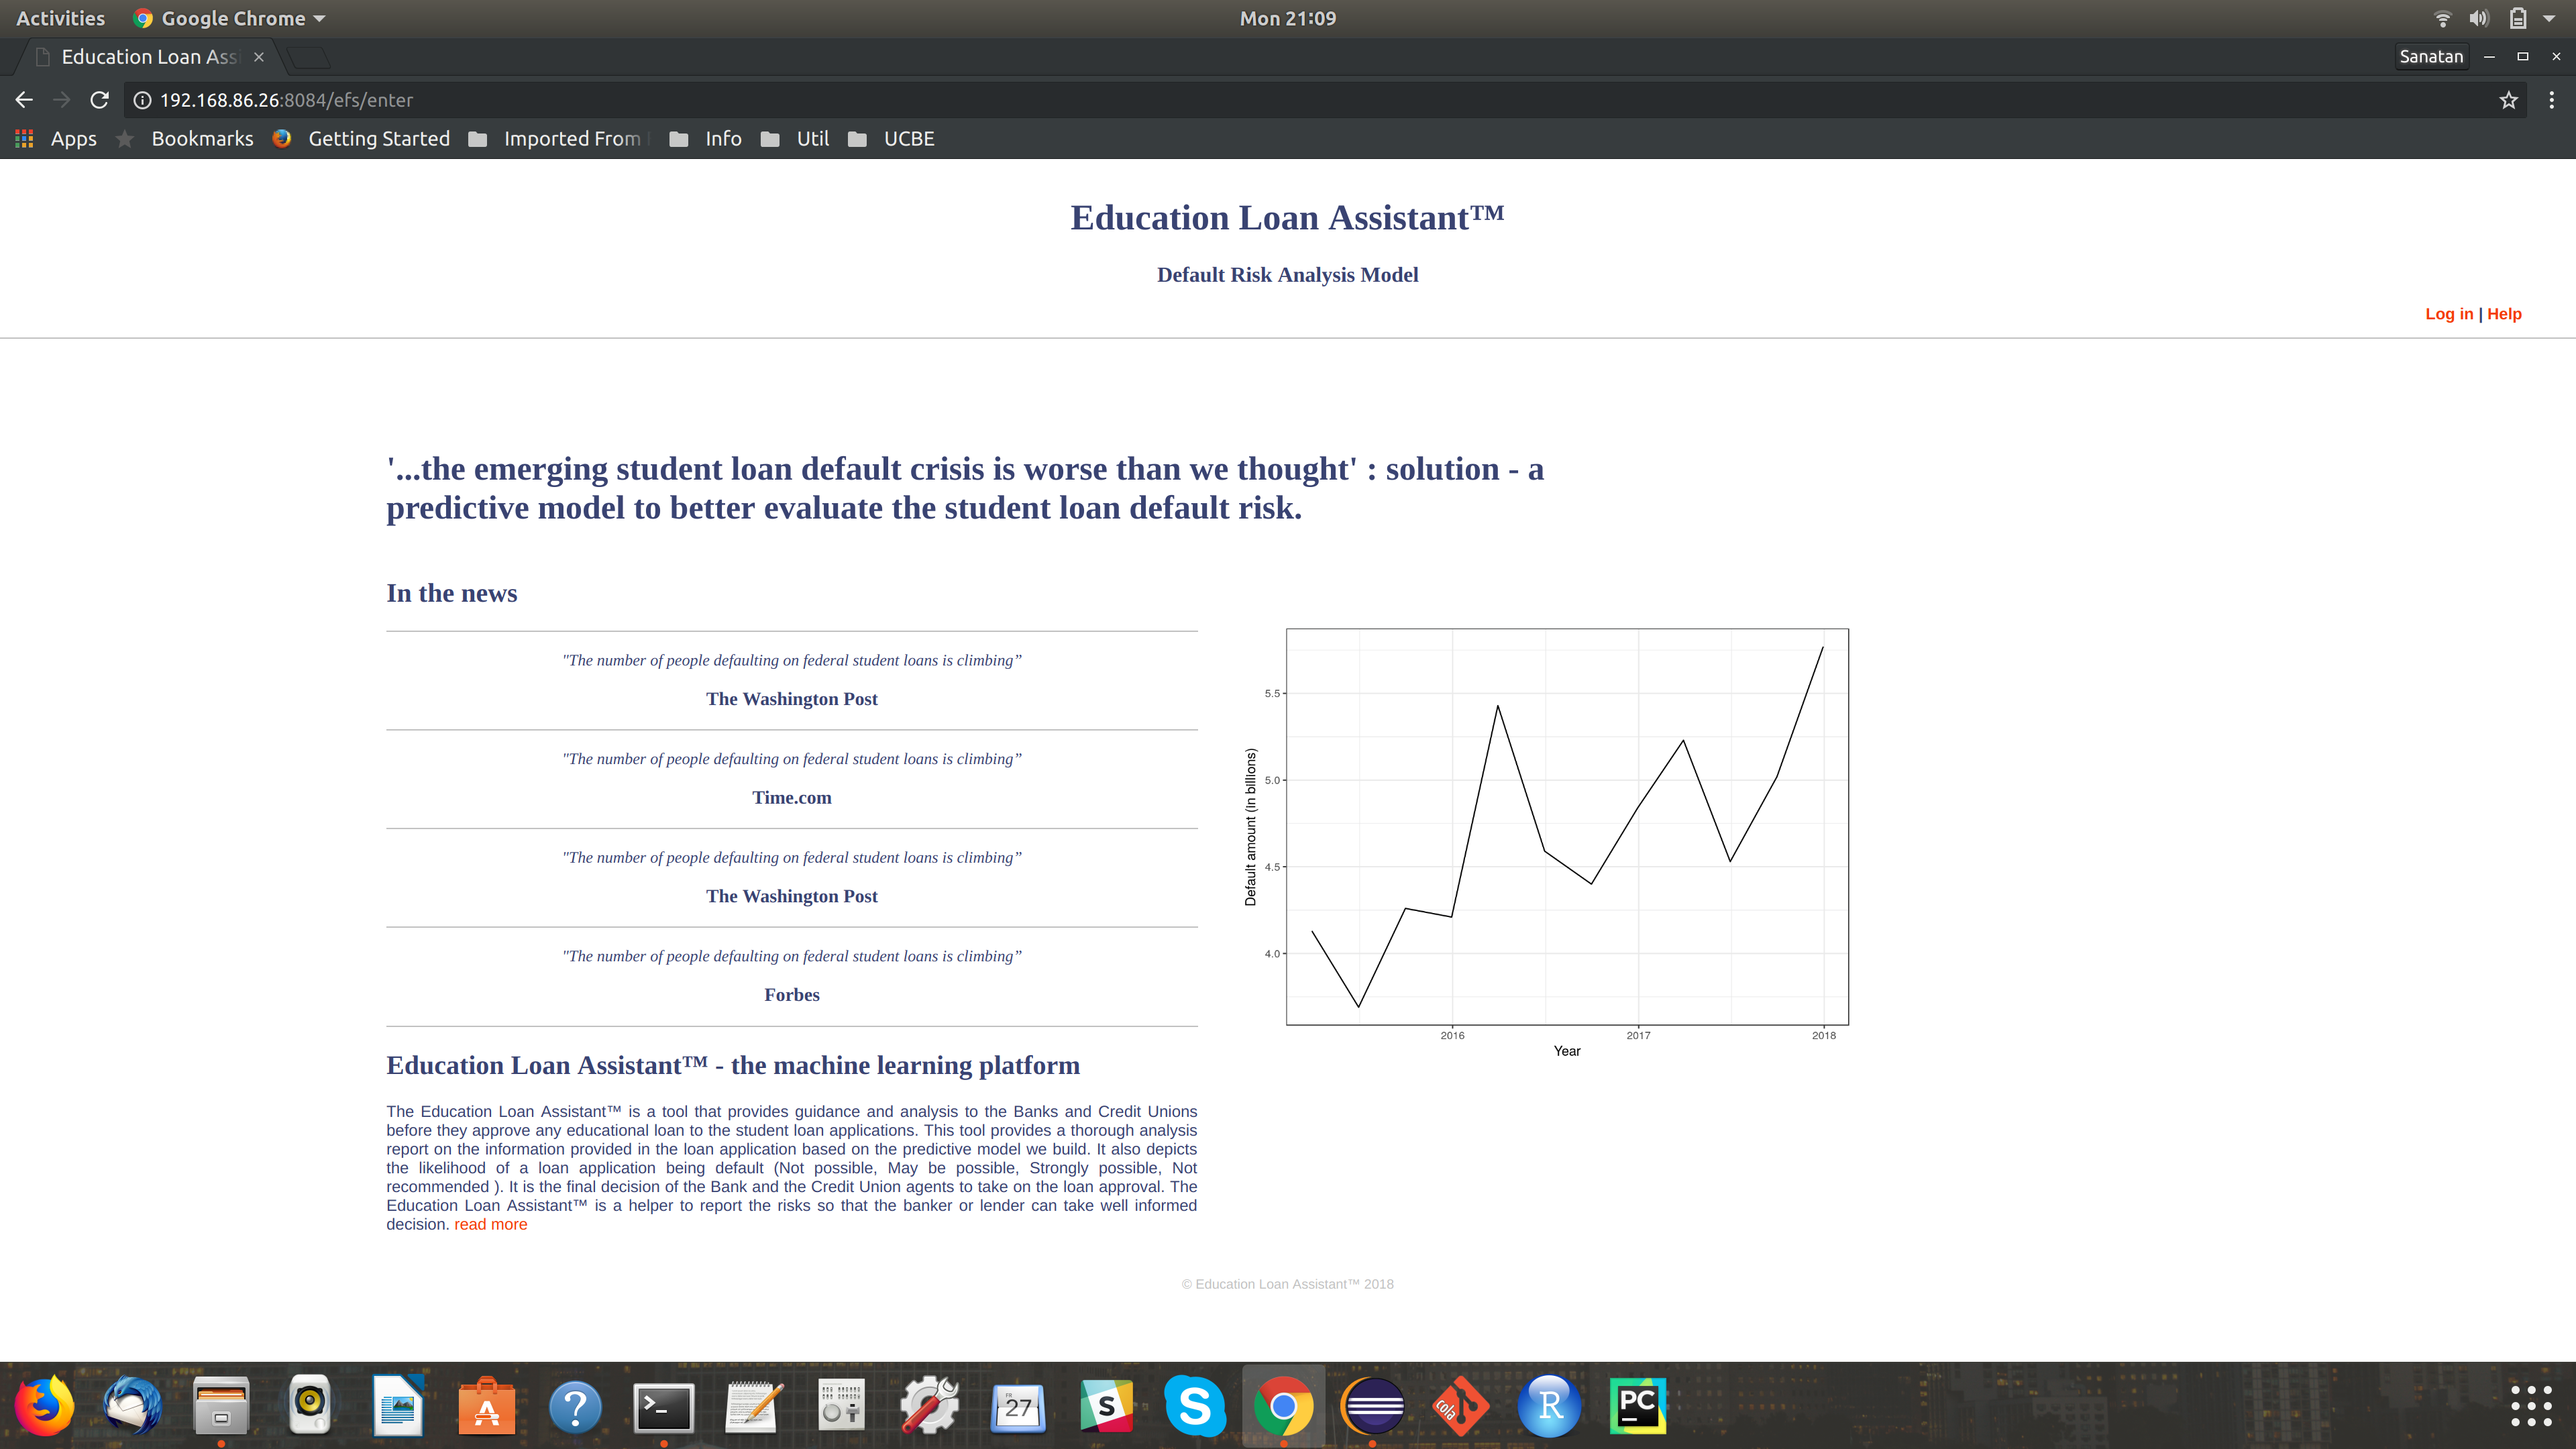 Activities Google Chrome Mon 21:09
Education Loan Ass Sanatan
192.168.86.26:8084/efs/enter
Apps Bookmarks Getting Started Imported From Info Util UCBE
Education Loan Assistant™
Default Risk Analysis Model
Log in | Help
'...the emerging student loan default crisis is worse than we thought' : solution - a
predictive model to better evaluate the student loan default risk.
In the news
"The number of people defaulting on federal student loans is climbing”
The Washington Post
"The number of people defaulting on federal student loans is climbing”
Time.com
"The number of people defaulting on federal student loans is climbing”
The Washington Post
"The number of people defaulting on federal student loans is climbing”
Forbes
Default amount (in billions)
5.5
5.0
4.5
4.0
2016 2017 2018
Year
Education Loan Assistant™ - the machine learning platform
The Education Loan Assistant™ is a tool that provides guidance and analysis to the Banks and Credit Unions
before they approve any educational loan to the student loan applications. This tool provides a thorough analysis
report on the information provided in the loan application based on the predictive model we build. It also depicts
the likelihood of a loan application being default (Not possible, May be possible, Strongly possible, Not
recommended ). It is the final decision of the Bank and the Credit Union agents to take on the loan approval. The
Education Loan Assistant™ is a helper to report the risks so that the banker or lender can take well informed
decision. read more
© Education Loan Assistant™ 2018
A ? >_ FR 27 S S cola R PC